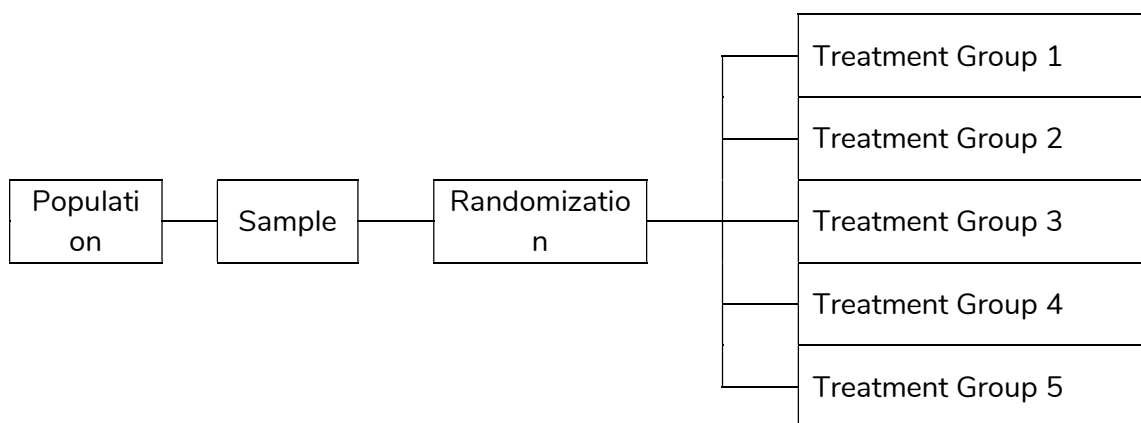 Populati
on
Sample
Randomizatio
n
Treatment Group 1
Treatment Group 2
Treatment Group 3
Treatment Group 4
Treatment Group 5